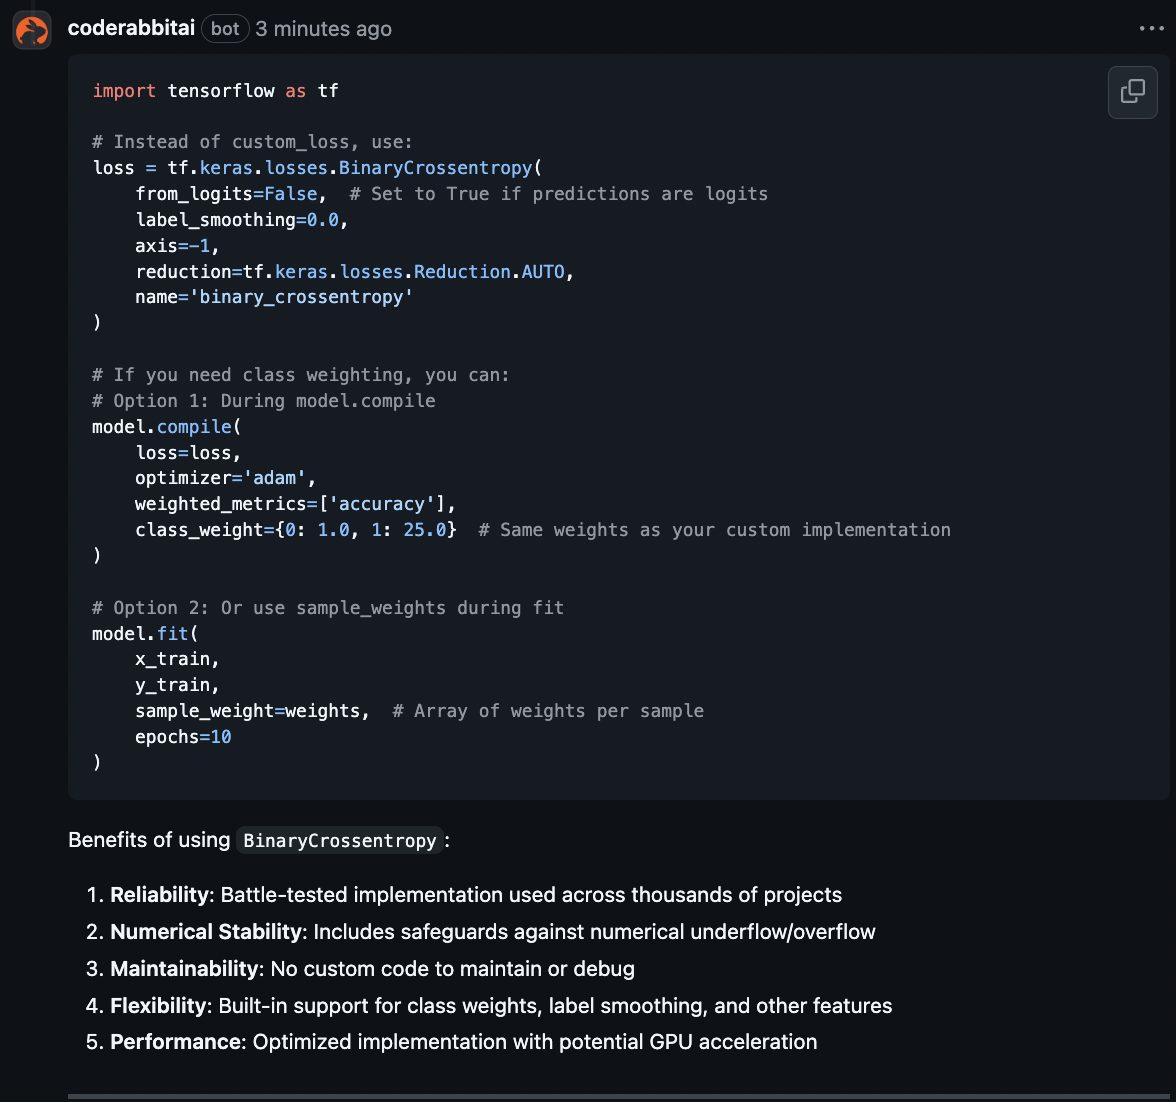 coderabbitai bot 3 minutes ago
import tensorflow as tf
# Instead of custom_loss, use:
loss = tf.keras.losses.BinaryCrossentropy(
    from_logits=False,  # Set to True if predictions are logits
    label_smoothing=0.0,
    axis=-1,
    reduction=tf.keras.losses.Reduction.AUTO,
    name='binary_crossentropy'
)
# If you need class weighting, you can:
# Option 1: During model.compile
model.compile(
    loss=loss,
    optimizer='adam',
    weighted_metrics=['accuracy'],
    class_weight={0: 1.0, 1: 25.0}  # Same weights as your custom implementation
)
# Option 2: Or use sample_weights during fit
model.fit(
    x_train,
    y_train,
    sample_weight=weights,  # Array of weights per sample
    epochs=10
)
Benefits of using BinaryCrossentropy:
1. Reliability: Battle-tested implementation used across thousands of projects
2. Numerical Stability: Includes safeguards against numerical underflow/overflow
3. Maintainability: No custom code to maintain or debug
4. Flexibility: Built-in support for class weights, label smoothing, and other features
5. Performance: Optimized implementation with potential GPU acceleration